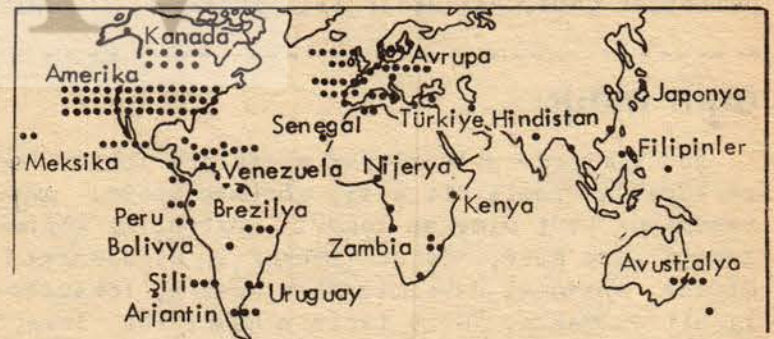 Kanada
Avrupa
Amerika
Japonya
Senegal Türkiye Hindistan
Meksika Venezuela Nijerya Filipinler
Peru Brezilya Kenya
Bolivya Zambia
Avustralya
Şili Uruguay
Arjantin